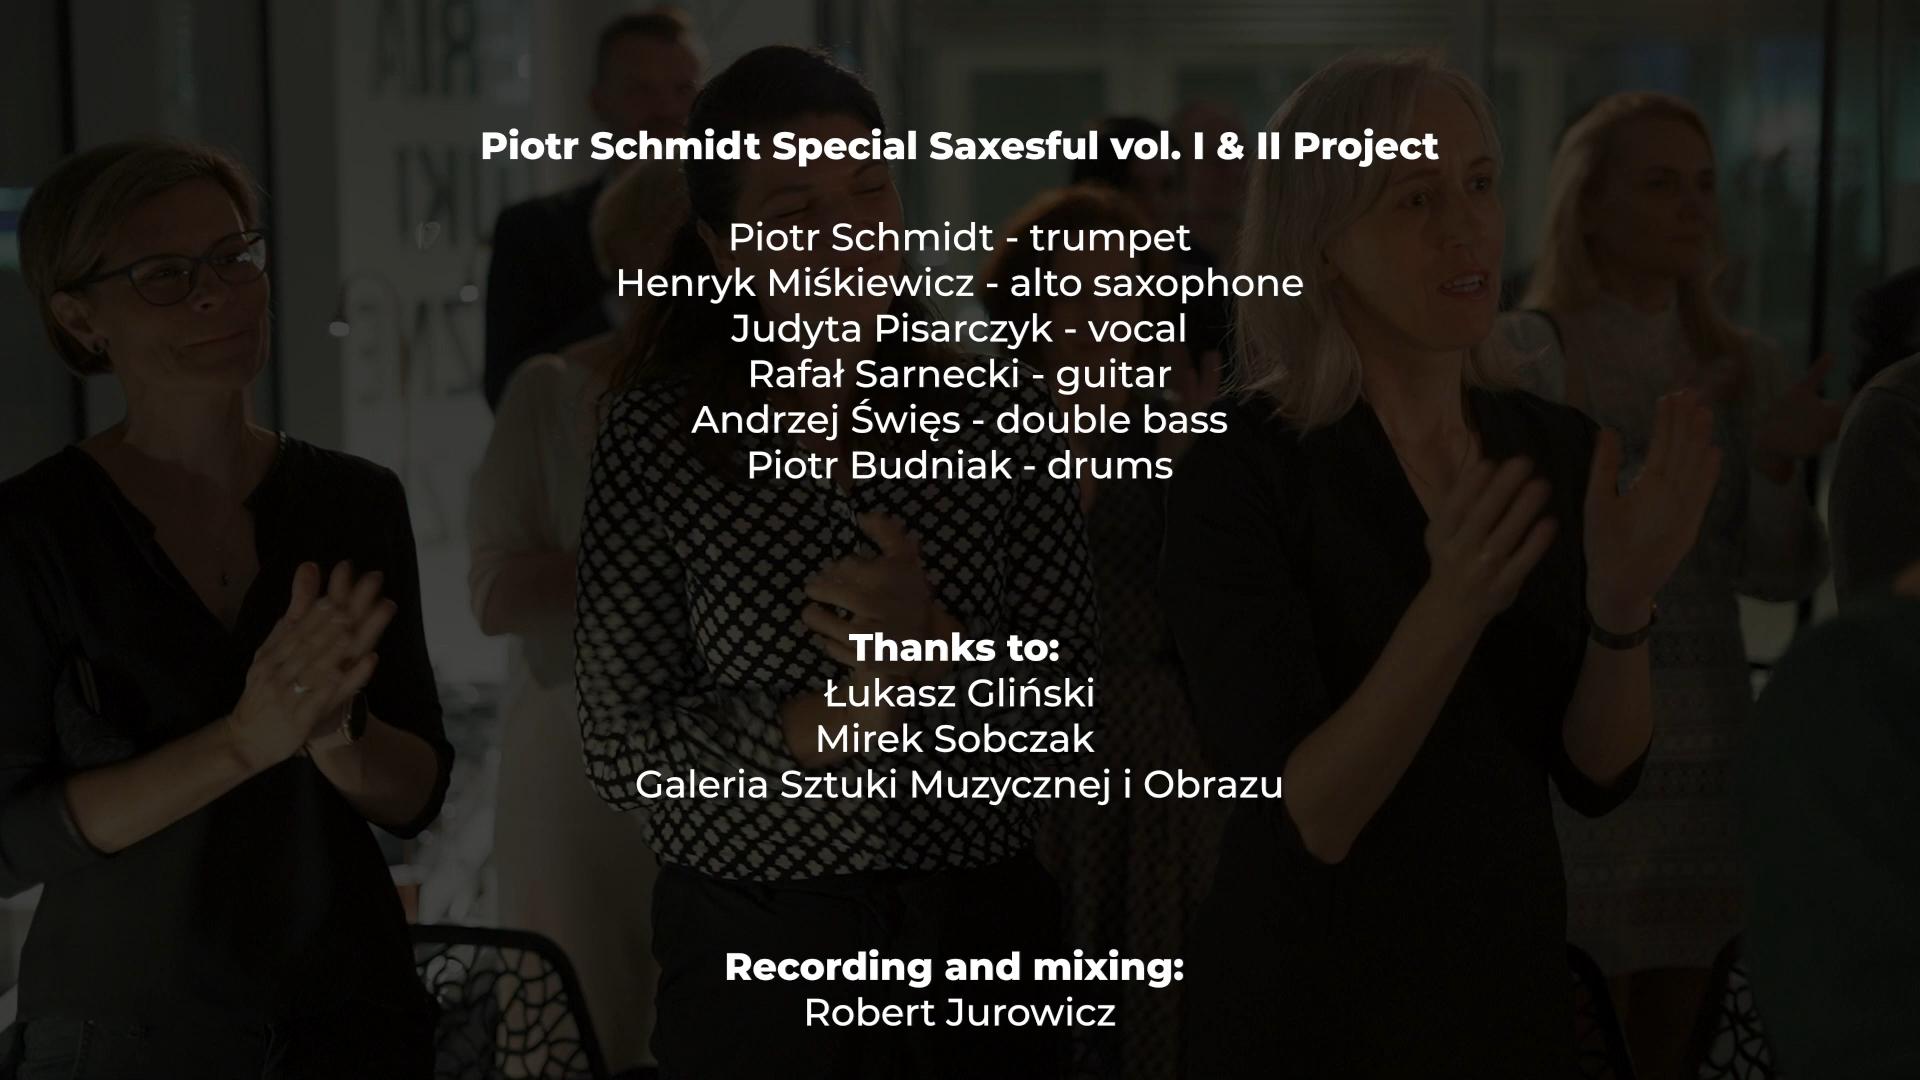 Piotr Schmidt Special Saxesful vol. I & II Project
Piotr Schmidt - trumpet
Henryk Miśkiewicz - alto saxophone
Judyta Pisarczyk - vocal
Rafał Sarnecki - guitar
Andrzej Święs - double bass
Piotr Budniak - drums
Thanks to:
Łukasz Gliński
Mirek Sobczak
Galeria Sztuki Muzycznej i Obrazu
Recording and mixing:
Robert Jurowicz